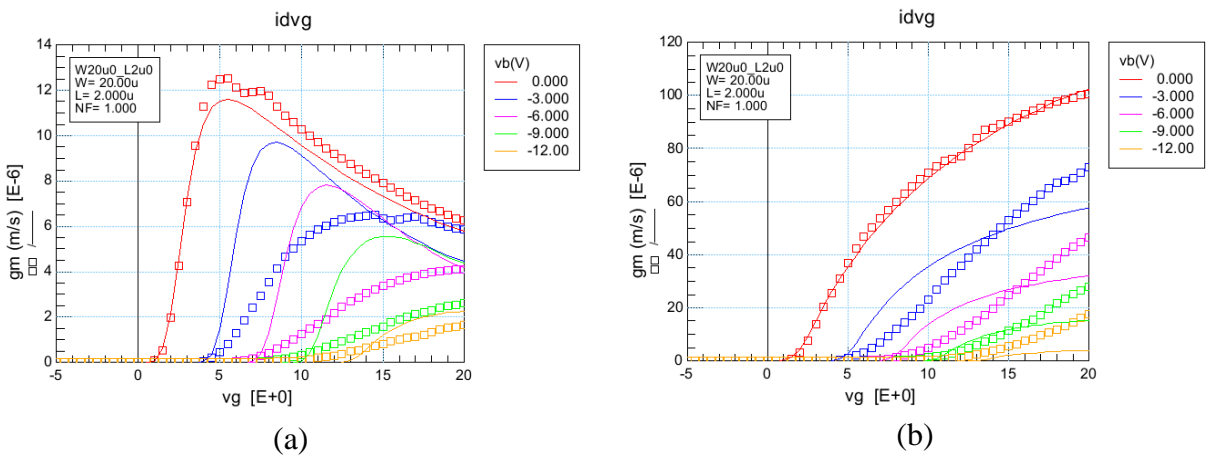 idvg
14
12
10
8
6
4
2
0
gm (m/s) [E-6]
□□ / ___
W20u0_L2u0
W= 20.00u
L= 2.000u
NF= 1.000
-5 0 5 10 15 20
vg [E+0]
vb(V)
0.000
-3.000
-6.000
-9.000
-12.00
(a)
idvg
120
100
80
60
40
20
0
gm (m/s) [E-6]
□□ / ___
W20u0_L2u0
W= 20.00u
L= 2.000u
NF= 1.000
-5 0 5 10 15 20
vg [E+0]
vb(V)
0.000
-3.000
-6.000
-9.000
-12.00
(b)